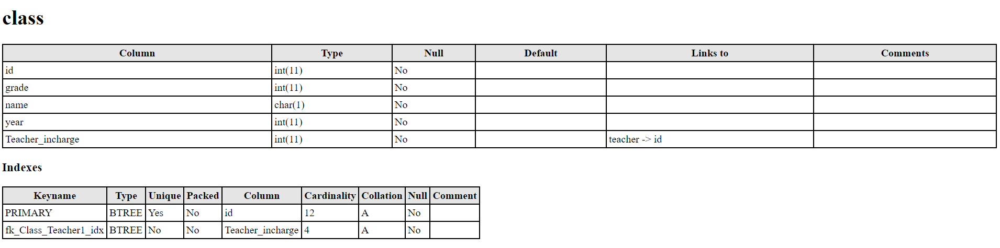 class
Column Type Null Default Links to Comments
id int(11) No
grade int(11) No
name char(1) No
year int(11) No
Teacher_incharge int(11) No teacher -> id
Indexes
Keyname Type Unique Packed Column Cardinality Collation Null Comment
PRIMARY BTREE Yes No id 12 A No
fk_Class_Teacher1_idx BTREE No No Teacher_incharge 4 A No